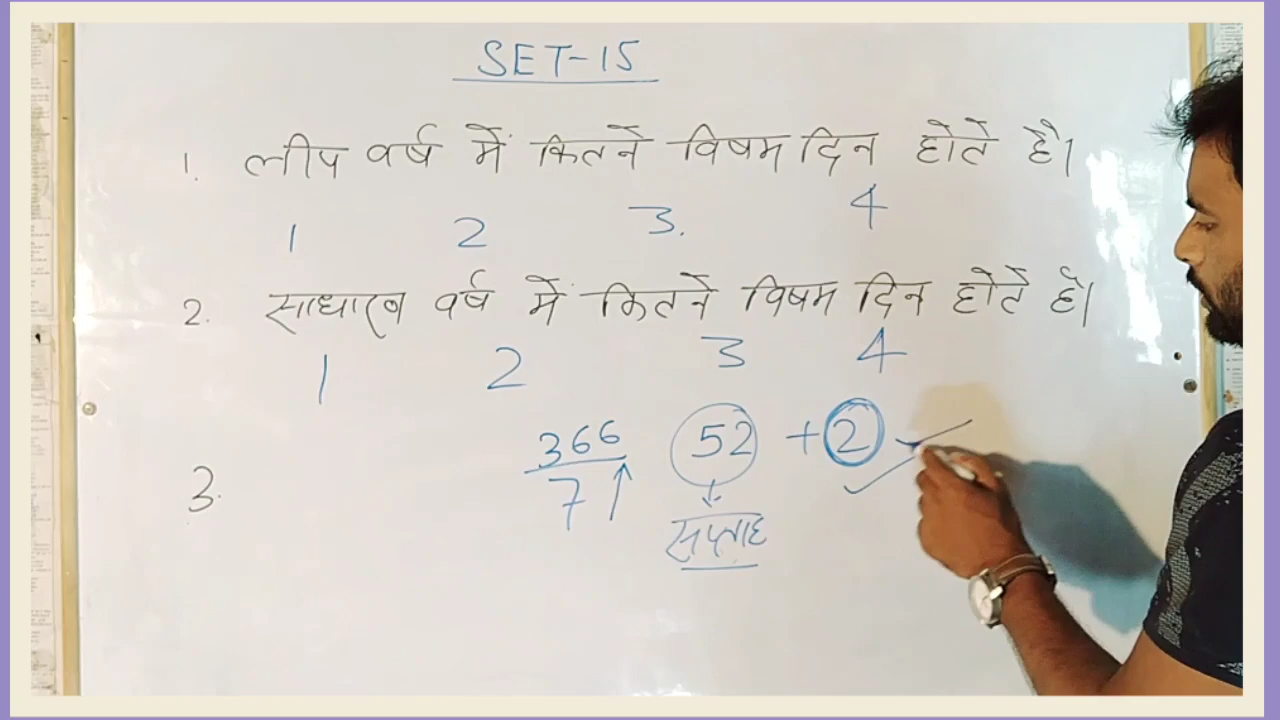 SET-15
1. लीप वर्ष में कितने विषम दिन होते है।
1 2 3. 4
2. साधारण वर्ष में कितने विषम दिन होते है।
1 2 3 4
366 52 + 2
7
3. सप्ताह